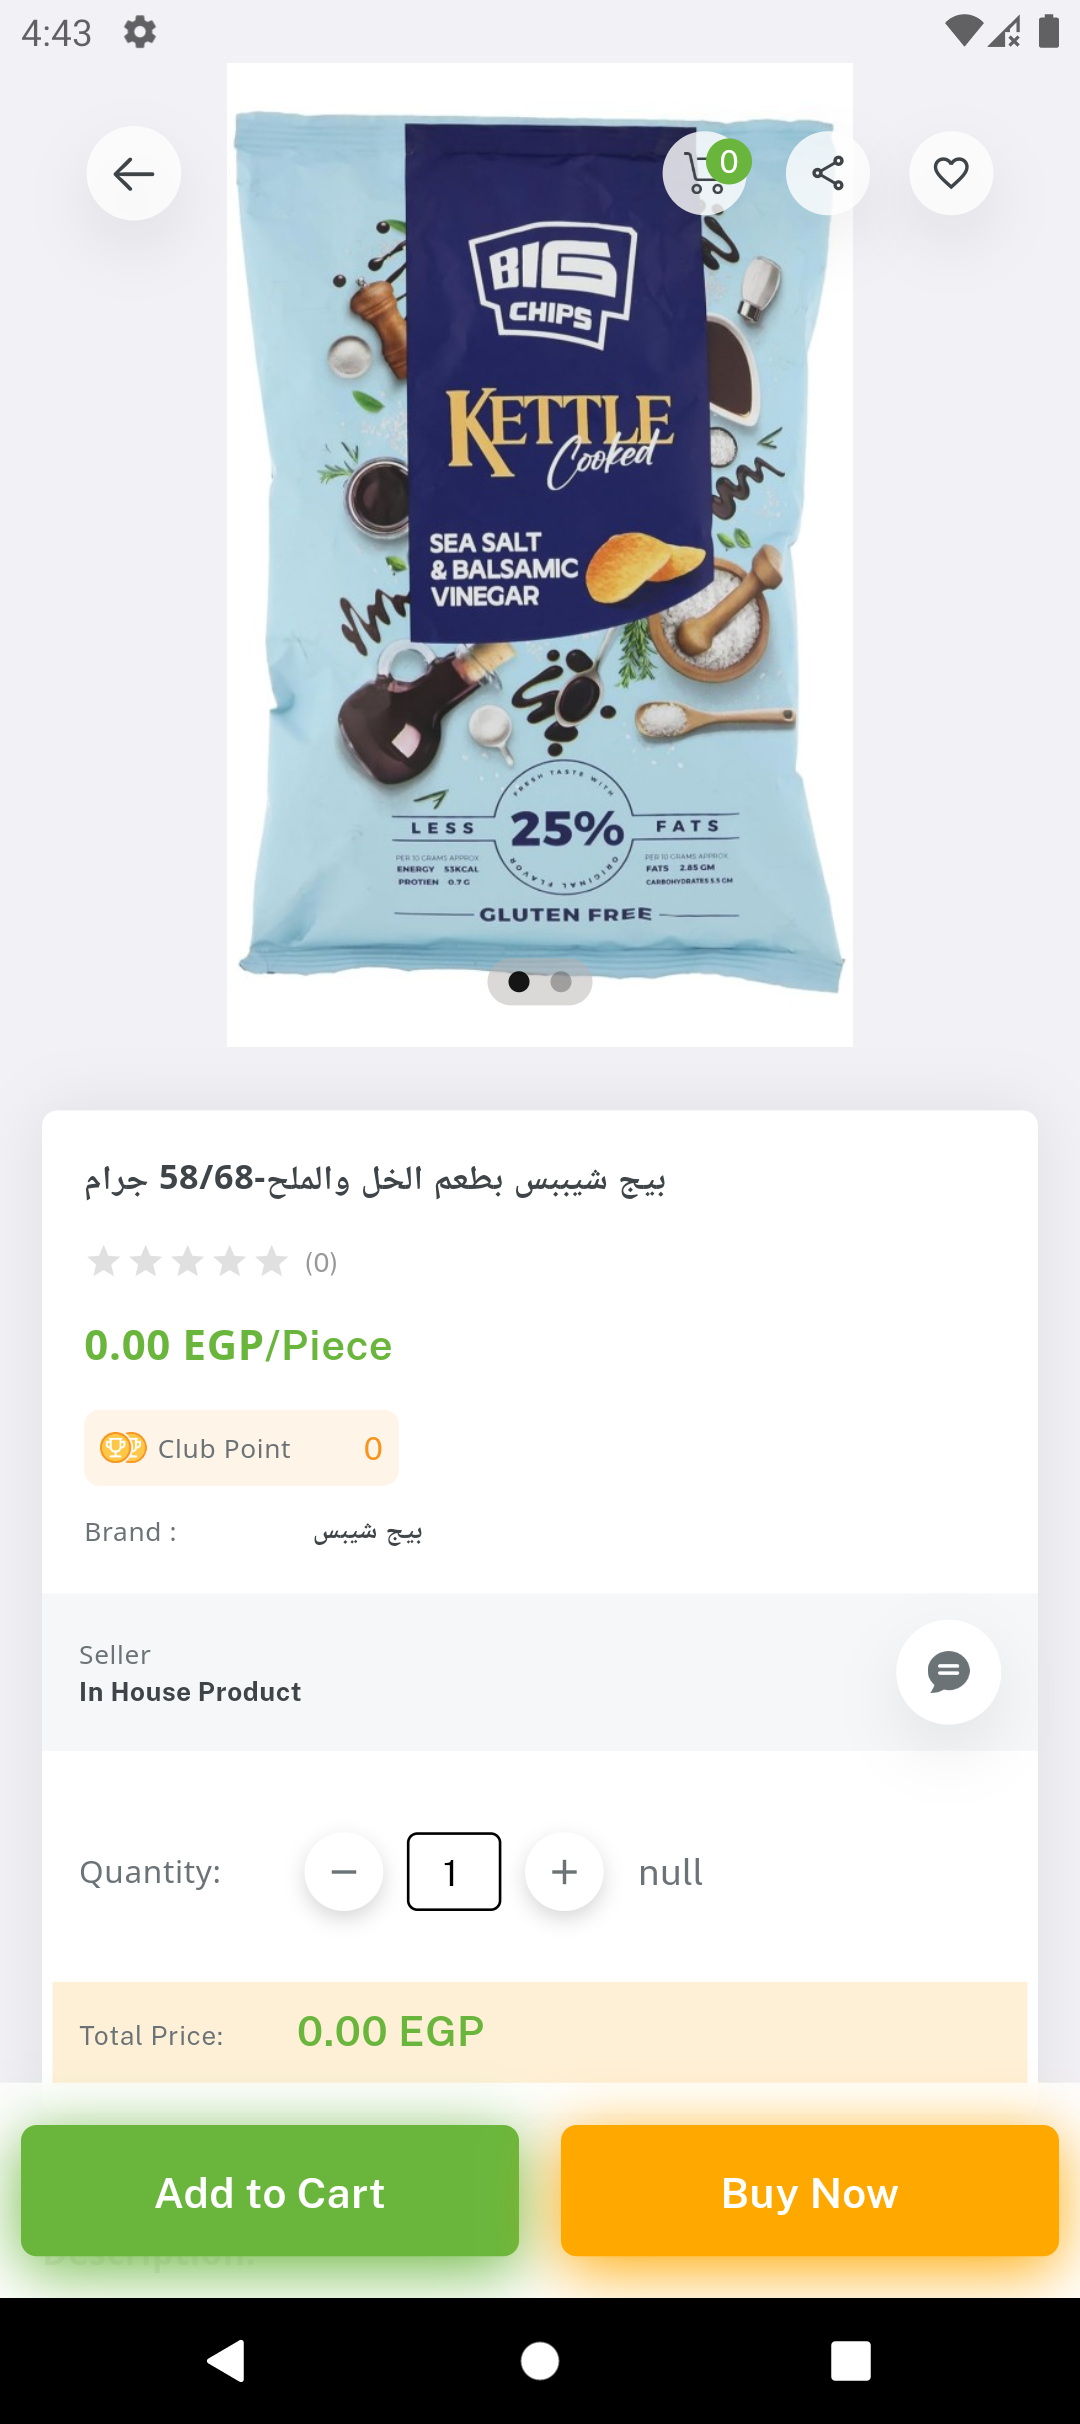 4:43
0
BIG
CHIPS
KETTLE
Cooked
SEA SALT
& BALSAMIC
VINEGAR
FRESH TASTE WITH
LESS 25% FATS
ORIGINAL FLAVOR
PER 10 GRAMS APPROX
ENERGY 53KCAL
PROTIEN 0.7 G
PER 10 GRAMS APPROX
FATS 2.85 GM
CARBOHYDRATES 5.5 GM
GLUTEN FREE
بيج شيببس بطعم الخل والملح-58/68 جرام
(0)
0.00 EGP/Piece
Club Point 0
Brand : بيج شيبس
Seller
In House Product
Quantity: 1 null
Total Price: 0.00 EGP
Add to Cart
Buy Now
Description: